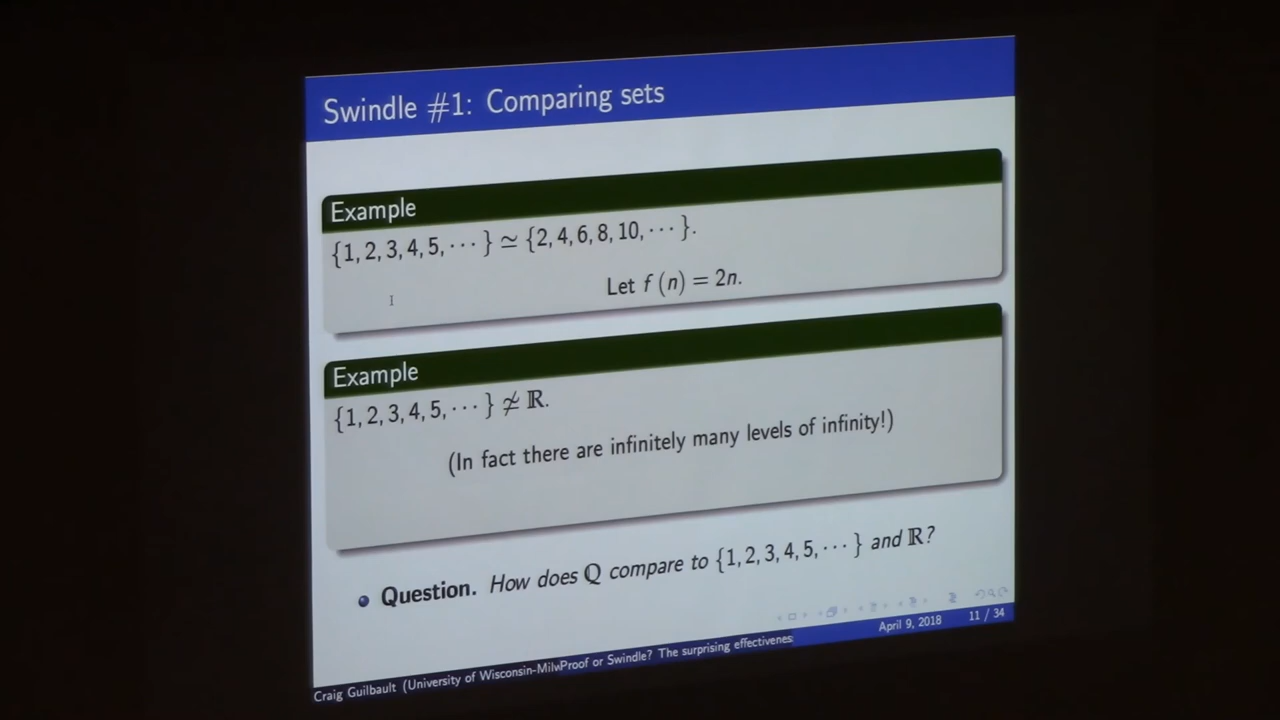 Swindle #1: Comparing sets
Example
{1, 2, 3, 4, 5, ⋯ } ≃ {2, 4, 6, 8, 10, ⋯ }.
Let f (n) = 2n.
Example
{1, 2, 3, 4, 5, ⋯ } ≄ ℝ.
(In fact there are infinitely many levels of infinity!)
Question. How does ℚ compare to {1, 2, 3, 4, 5, ⋯ } and ℝ?
Craig Guilbault (University of Wisconsin-Milw Proof or Swindle? The surprising effectivenes April 9, 2018 11 / 34